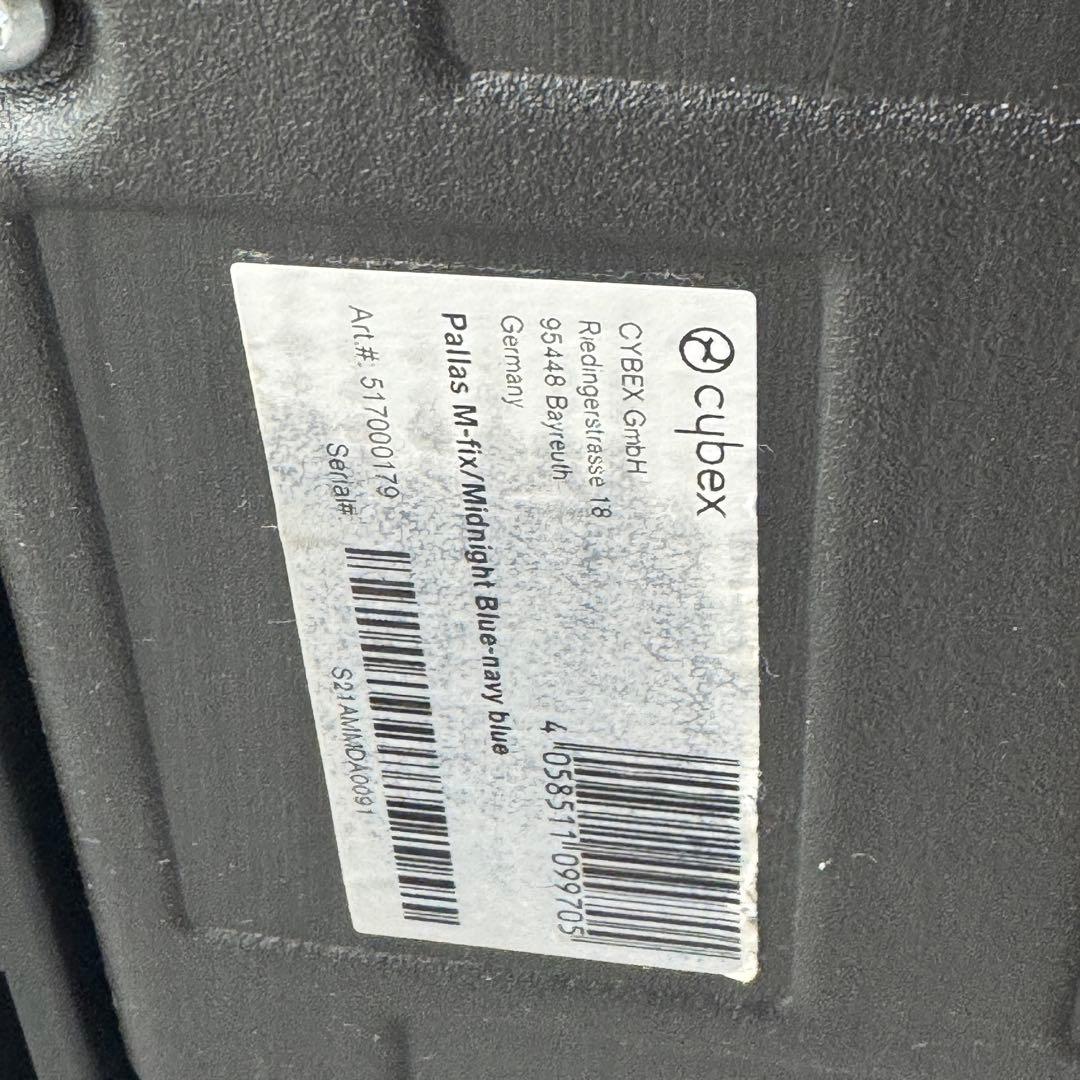 cybex
CYBEX GmbH
Riedingerstrasse 18
95448 Bayreuth
Germany
Pallas M-fix/Midnight Blue-navy blue
Art.#: 517000179
Serial#
S21AMMOA0091
4 058511 099705